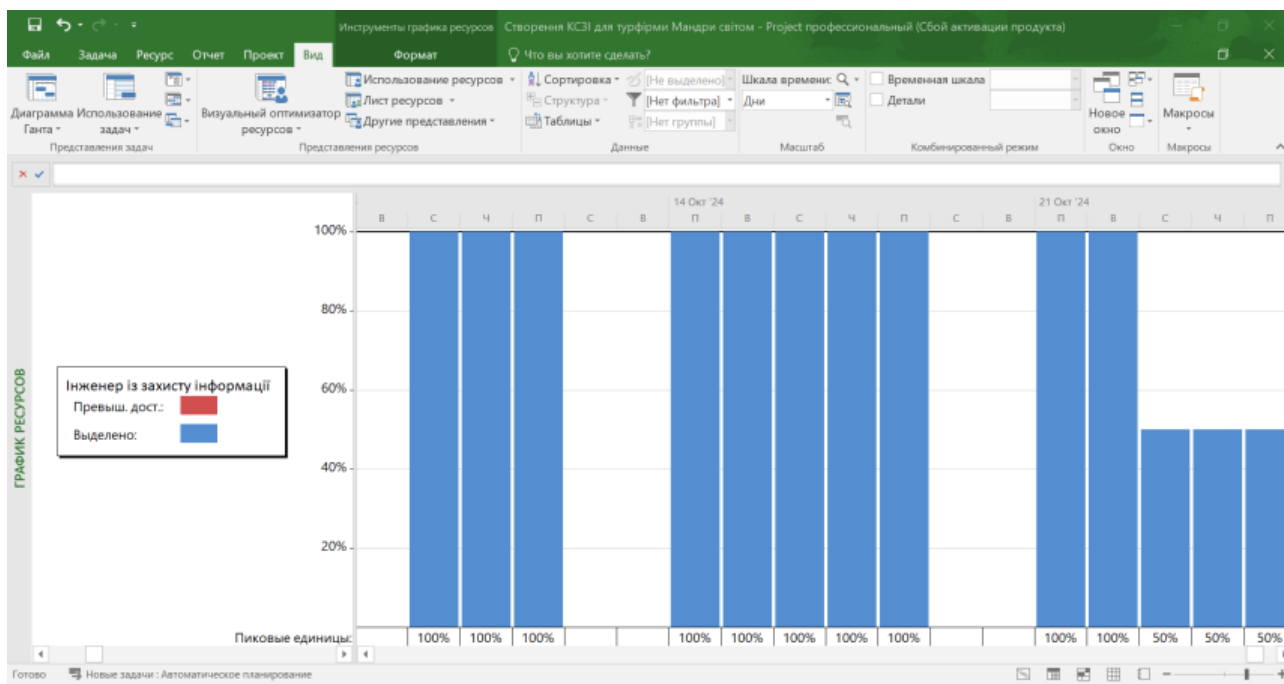 Инструменты графика ресурсов Створення КСЗІ для турфірми Мандри світом - Project профессиональный (Сбой активации продукта)
Файл Задача Ресурс Отчет Проект Вид Формат Что вы хотите сделать?
Диаграмма Ганта
Использование задач
Представления задач
Визуальный оптимизатор ресурсов
Использование ресурсов
Лист ресурсов
Другие представления
Представления ресурсов
Сортировка
Структура
Таблицы
[Не выделено]
[Нет фильтра]
[Нет группы]
Данные
Шкала времени:
Дни
Масштаб
Временная шкала
Детали
Комбинированный режим
Новое окно
Окно
Макросы
Макросы
14 Окт '24 21 Окт '24
В С Ч П С В П В С Ч П С В П В С Ч П
100%
80%
60%
40%
20%
ГРАФИК РЕСУРСОВ
Інженер із захисту інформації
Превыш. дост.:
Выделено:
Пиковые единицы: 100% 100% 100% 100% 100% 100% 100% 100% 100% 100% 50% 50% 50%
Готово Новые задачи : Автоматическое планирование